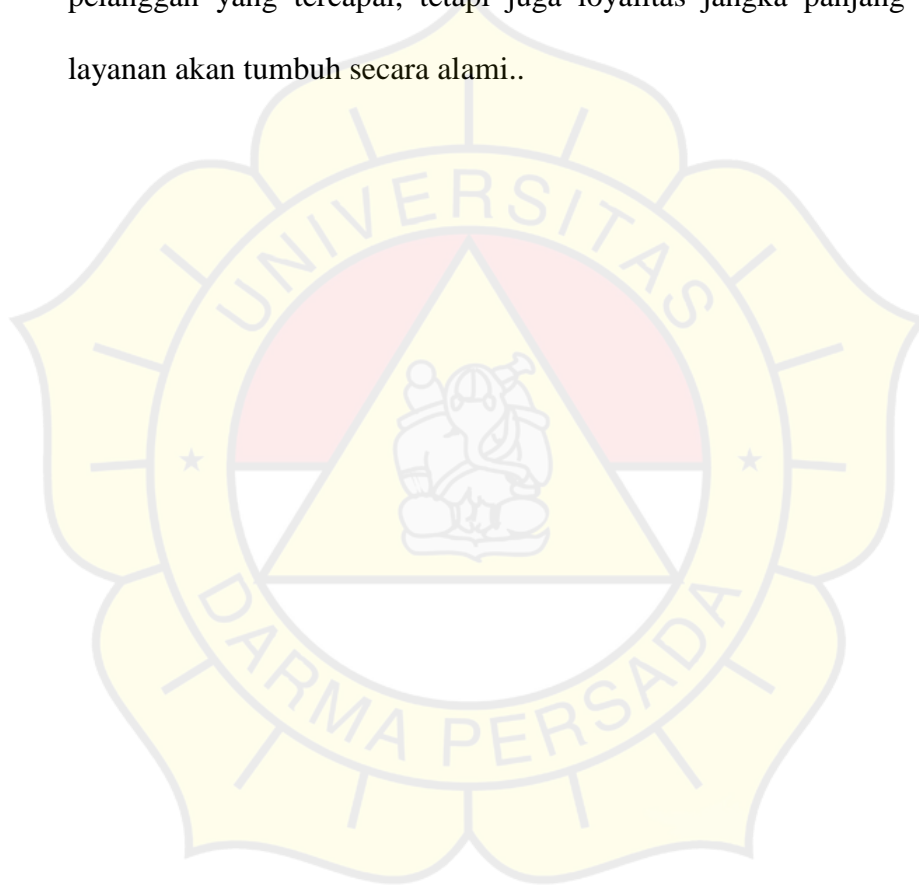 pelanggan yang tercapai, tetapi juga loyalitas jangka panjang
layanan akan tumbuh secara alami..
UNIVERSITAS
DARMA PERSADA